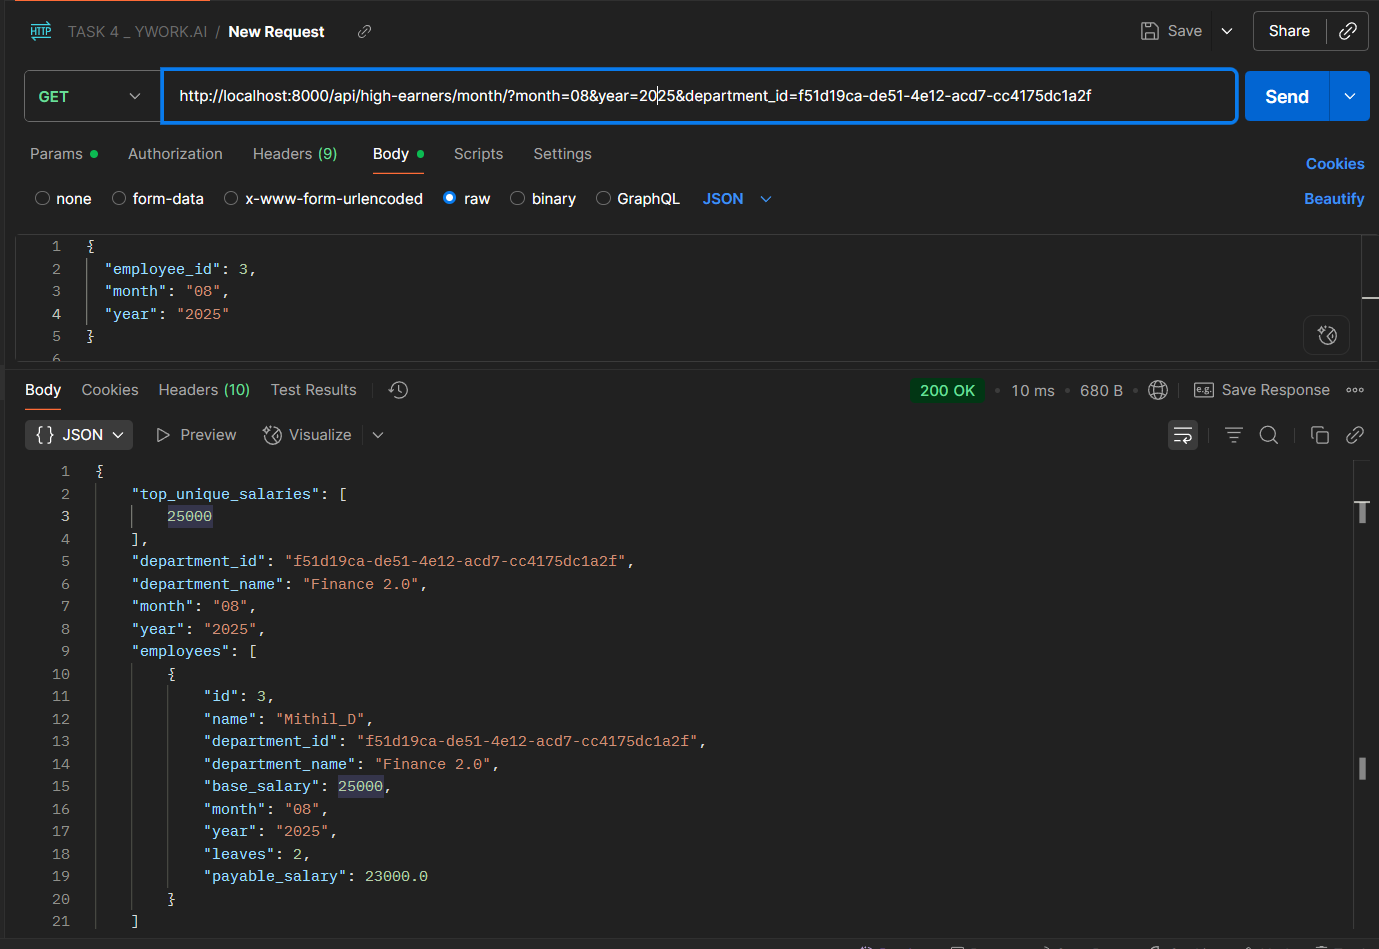 HTTP TASK 4 _ YWORK.AI / New Request Save Share
GET http://localhost:8000/api/high-earners/month/?month=08&year=2025&department_id=f51d19ca-de51-4e12-acd7-cc4175dc1a2f Send
Params Authorization Headers (9) Body Scripts Settings Cookies
none form-data x-www-form-urlencoded raw binary GraphQL JSON Beautify
1 {
2 "employee_id": 3,
3 "month": "08",
4 "year": "2025"
5 }
6
Body Cookies Headers (10) Test Results 200 OK • 10 ms • 680 B • e.g. Save Response
{} JSON Preview Visualize
1 {
2 "top_unique_salaries": [
3 25000
4 ],
5 "department_id": "f51d19ca-de51-4e12-acd7-cc4175dc1a2f",
6 "department_name": "Finance 2.0",
7 "month": "08",
8 "year": "2025",
9 "employees": [
10 {
11 "id": 3,
12 "name": "Mithil_D",
13 "department_id": "f51d19ca-de51-4e12-acd7-cc4175dc1a2f",
14 "department_name": "Finance 2.0",
15 "base_salary": 25000,
16 "month": "08",
17 "year": "2025",
18 "leaves": 2,
19 "payable_salary": 23000.0
20 }
21 ]